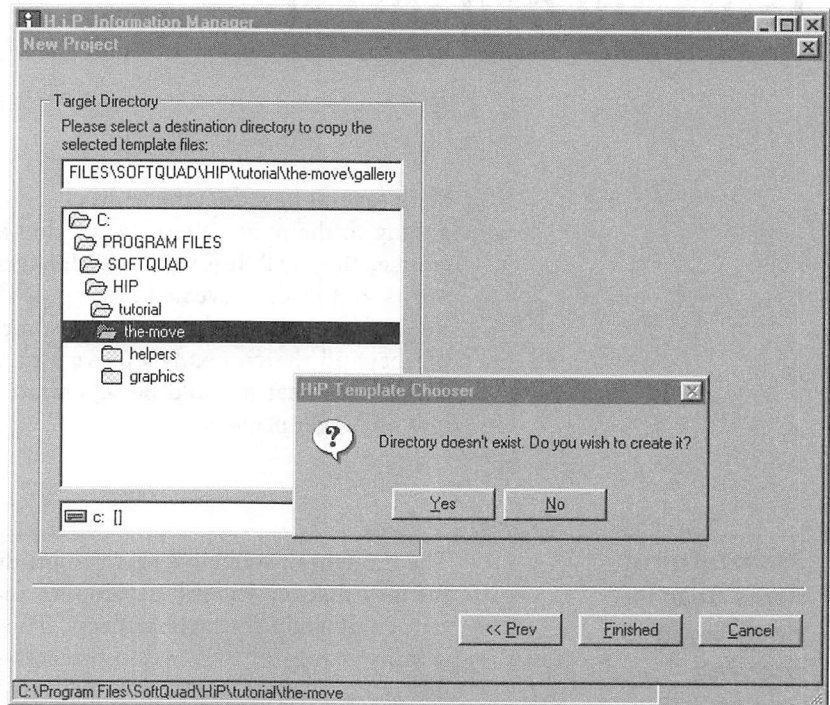 H.i.P. Information Manager
New Project
Target Directory
Please select a destination directory to copy the
selected template files:
FILES\SOFTQUAD\HIP\tutorial\the-move\gallery
C:
PROGRAM FILES
SOFTQUAD
HIP
tutorial
the-move
helpers
graphics
HiP Template Chooser
Directory doesn't exist. Do you wish to create it?
Yes
No
c: []
<< Prev
Finished
Cancel
C:\Program Files\SoftQuad\HiP\tutorial\the-move